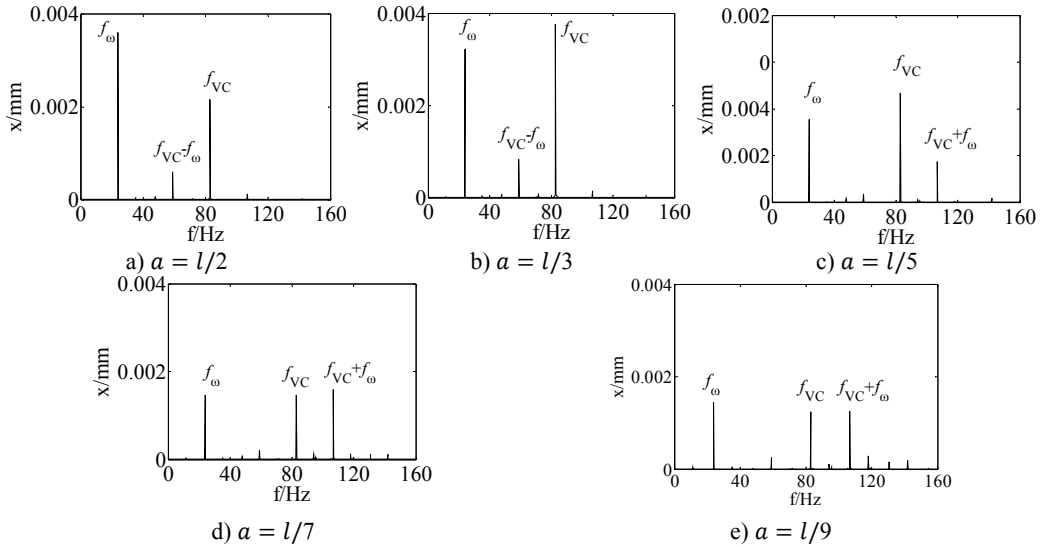 0.004
f_ω
f_VC
x/mm
0.002
f_VC-f_ω
0
0 40 80 120 160
f/Hz
a) a = l/2
0.004
f_ω
f_VC
x/mm
0.002
f_VC-f_ω
0
0 40 80 120 160
f/Hz
b) a = l/3
0.002
0
f_VC
x/mm
0.004
f_ω
0.002
f_VC+f_ω
0
0 40 80 120 160
f/Hz
c) a = l/5
0.004
x/mm
0.002
f_ω
f_VC
f_VC+f_ω
0
0 40 80 120 160
f/Hz
d) a = l/7
0.004
x/mm
0.002
f_ω
f_VC
f_VC+f_ω
0
0 40 80 120 160
f/Hz
e) a = l/9